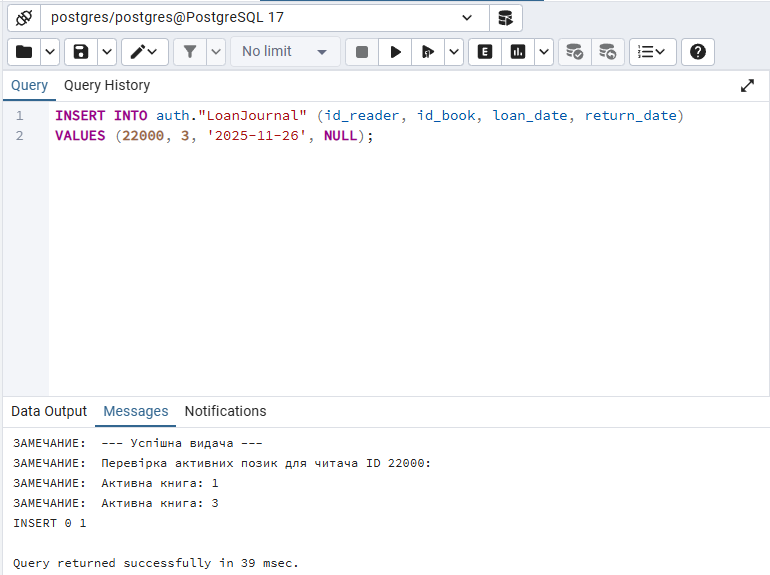 postgres/postgres@PostgreSQL 17
No limit
E
Query Query History
1 INSERT INTO auth."LoanJournal" (id_reader, id_book, loan_date, return_date)
2 VALUES (22000, 3, '2025-11-26', NULL);
Data Output Messages Notifications
ЗАМЕЧАНИЕ: --- Успішна видача ---
ЗАМЕЧАНИЕ: Перевірка активних позик для читача ID 22000:
ЗАМЕЧАНИЕ: Активна книга: 1
ЗАМЕЧАНИЕ: Активна книга: 3
INSERT 0 1
Query returned successfully in 39 msec.